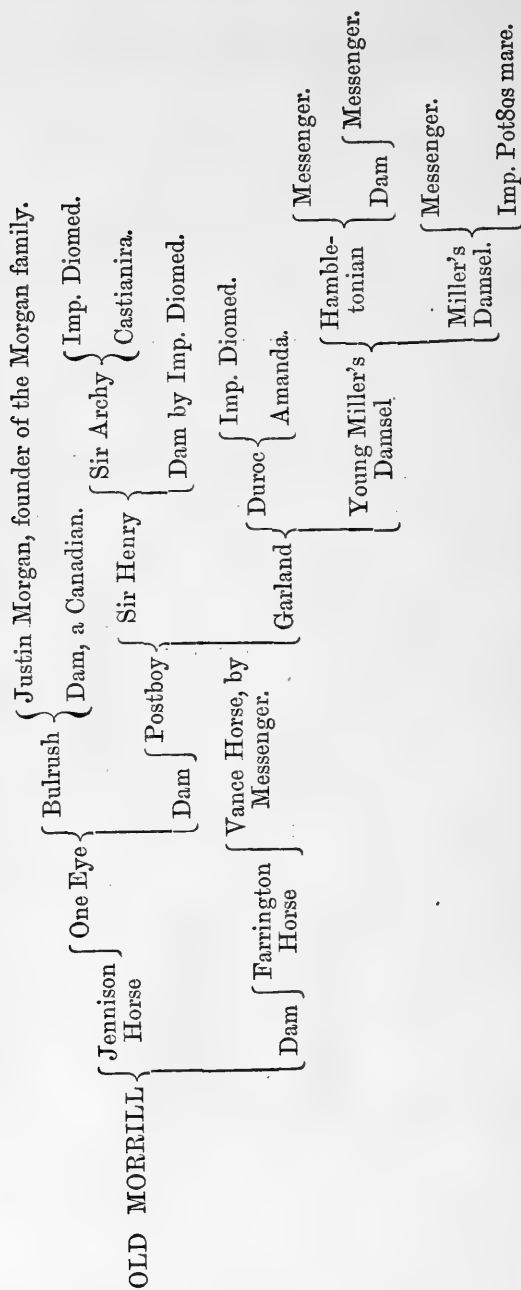 OLD MORRILL
Jennison
Horse
One Eye
Bulrush
Justin Morgan, founder of the Morgan family.
Dam, a Canadian.
Dam
Postboy
Sir Henry
Sir Archy
Imp. Diomed.
Castianira.
Dam by Imp. Diomed.
Garland
Duroc
Imp. Diomed.
Amanda.
Young Miller's
Damsel
Hamble-
tonian
Messenger.
Dam
Messenger.
Miller's
Damsel.
Messenger.
Imp. Pot8os mare.
Dam
Farrington
Horse
Vance Horse, by
Messenger.